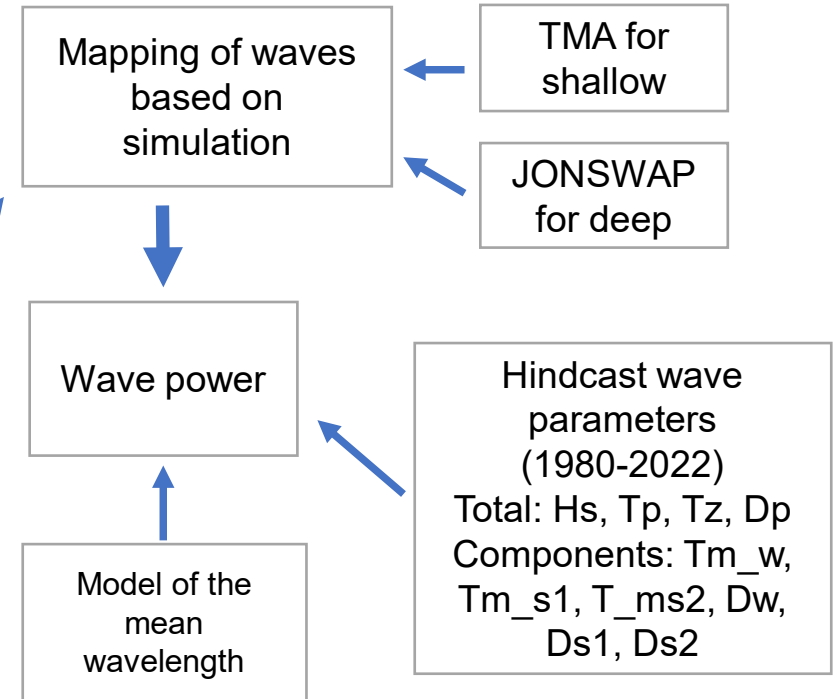 Mapping of waves
based on
simulation
TMA for
shallow
JONSWAP
for deep
Wave power
Hindcast wave
parameters
(1980-2022)
Total: Hs, Tp, Tz, Dp
Components: Tm_w,
Tm_s1, T_ms2, Dw,
Ds1, Ds2
Model of the
mean
wavelength